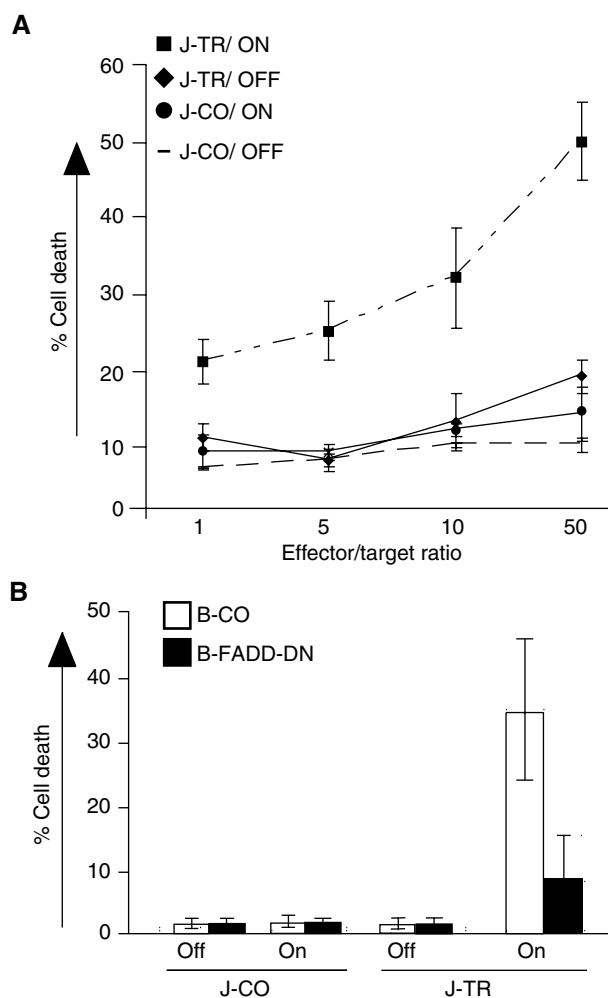 A
J-TR/ ON
J-TR/ OFF
J-CO/ ON
J-CO/ OFF
60
50
40
30
20
10
0
% Cell death
1 5 10 50
Effector/target ratio
B
B-CO
B-FADD-DN
50
40
30
20
10
0
% Cell death
Off On Off On
J-CO J-TR